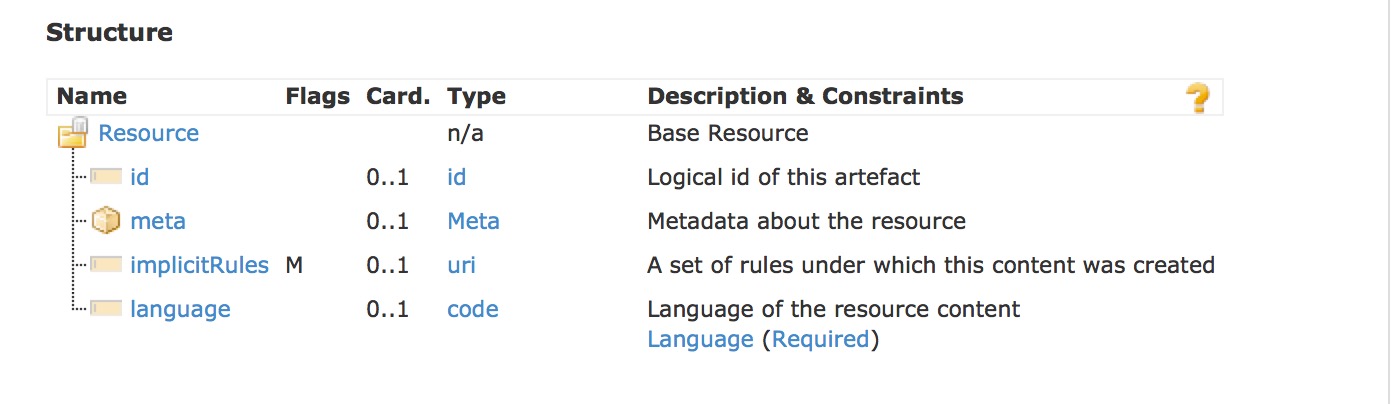 Structure
Name Flags Card. Type Description & Constraints ?
Resource n/a Base Resource
id 0..1 id Logical id of this artefact
meta 0..1 Meta Metadata about the resource
implicitRules M 0..1 uri A set of rules under which this content was created
language 0..1 code Language of the resource content
Language (Required)